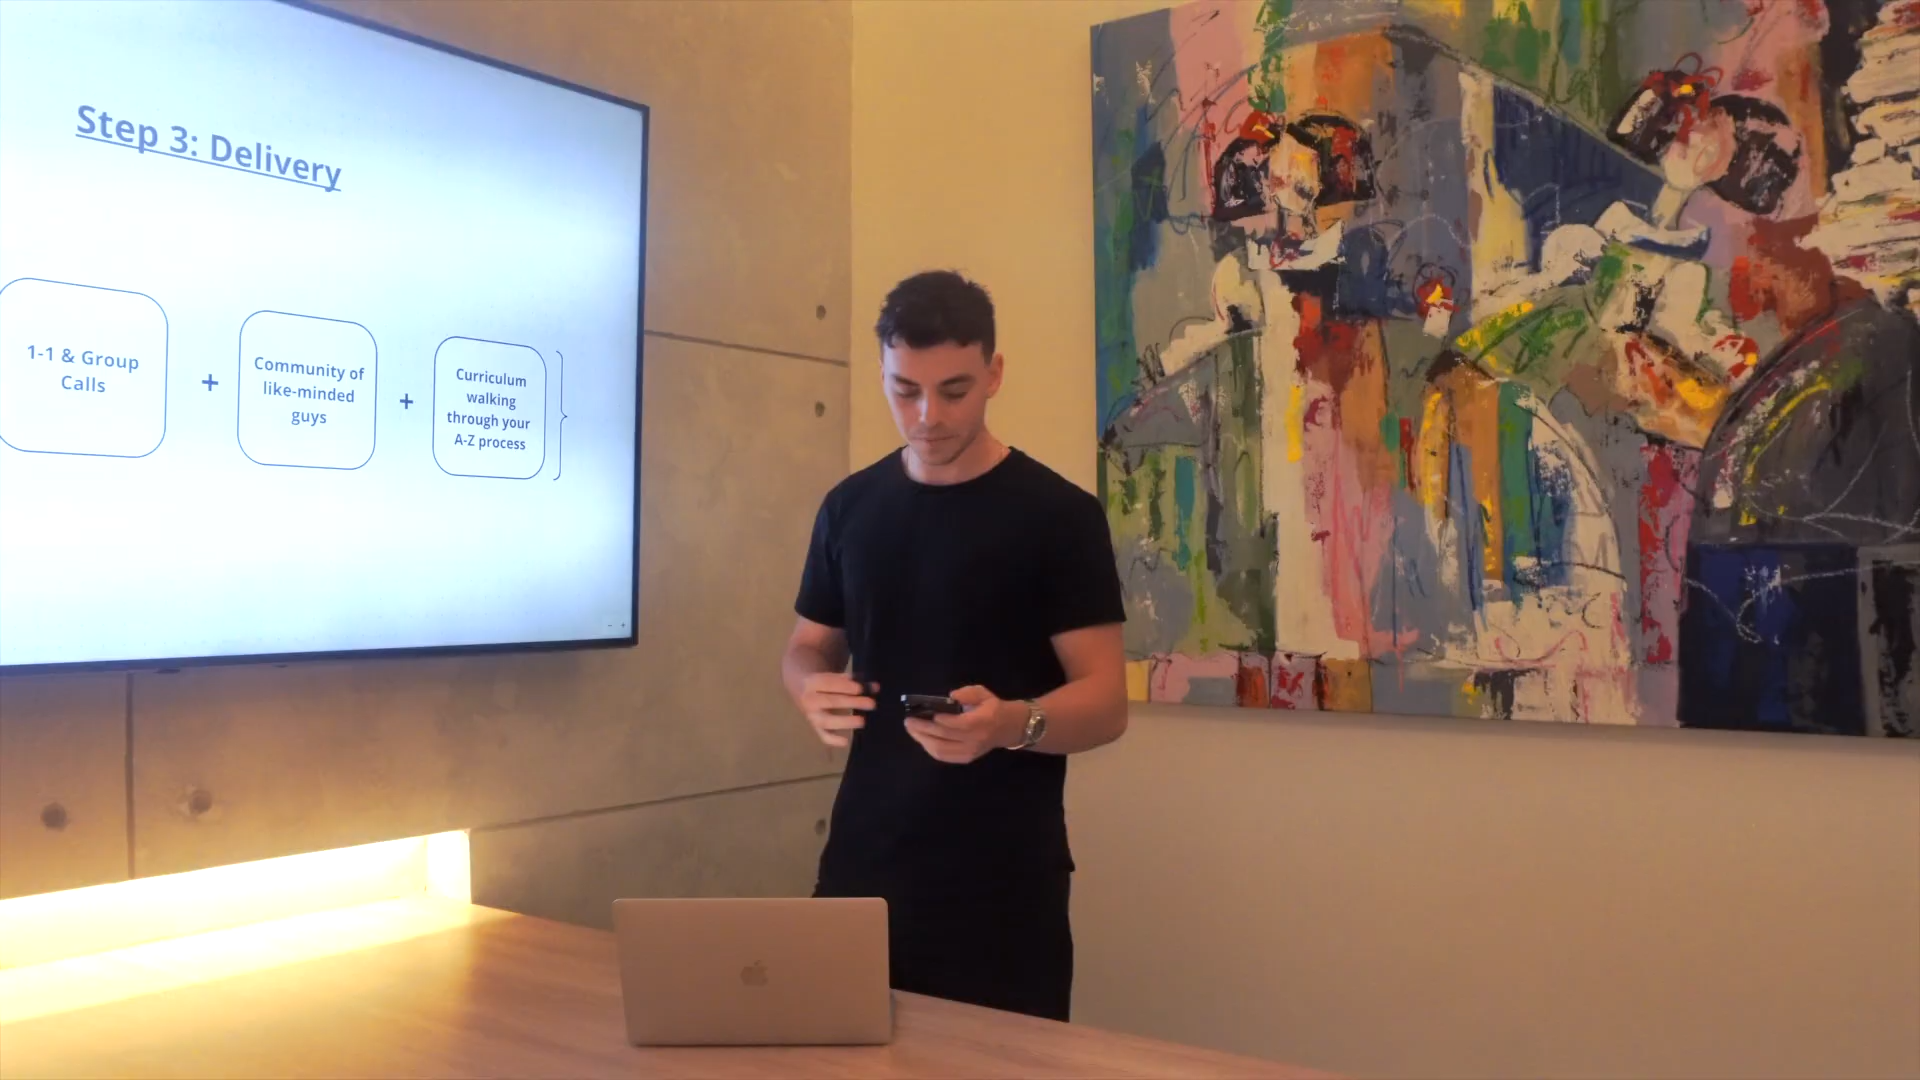 Step 3: Delivery
1-1 & Group
Calls
+
Community of
like-minded
guys
+
Curriculum
walking
through your
A-Z process
- +